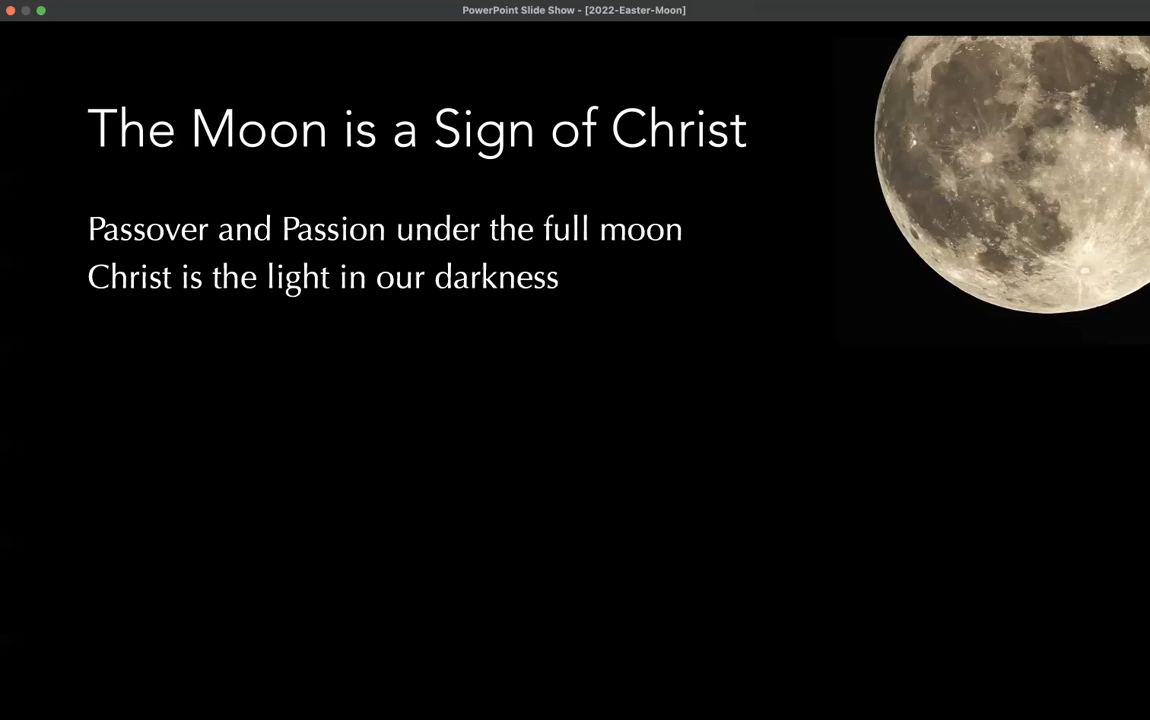 PowerPoint Slide Show - [2022-Easter-Moon]
The Moon is a Sign of Christ
Passover and Passion under the full moon
Christ is the light in our darkness